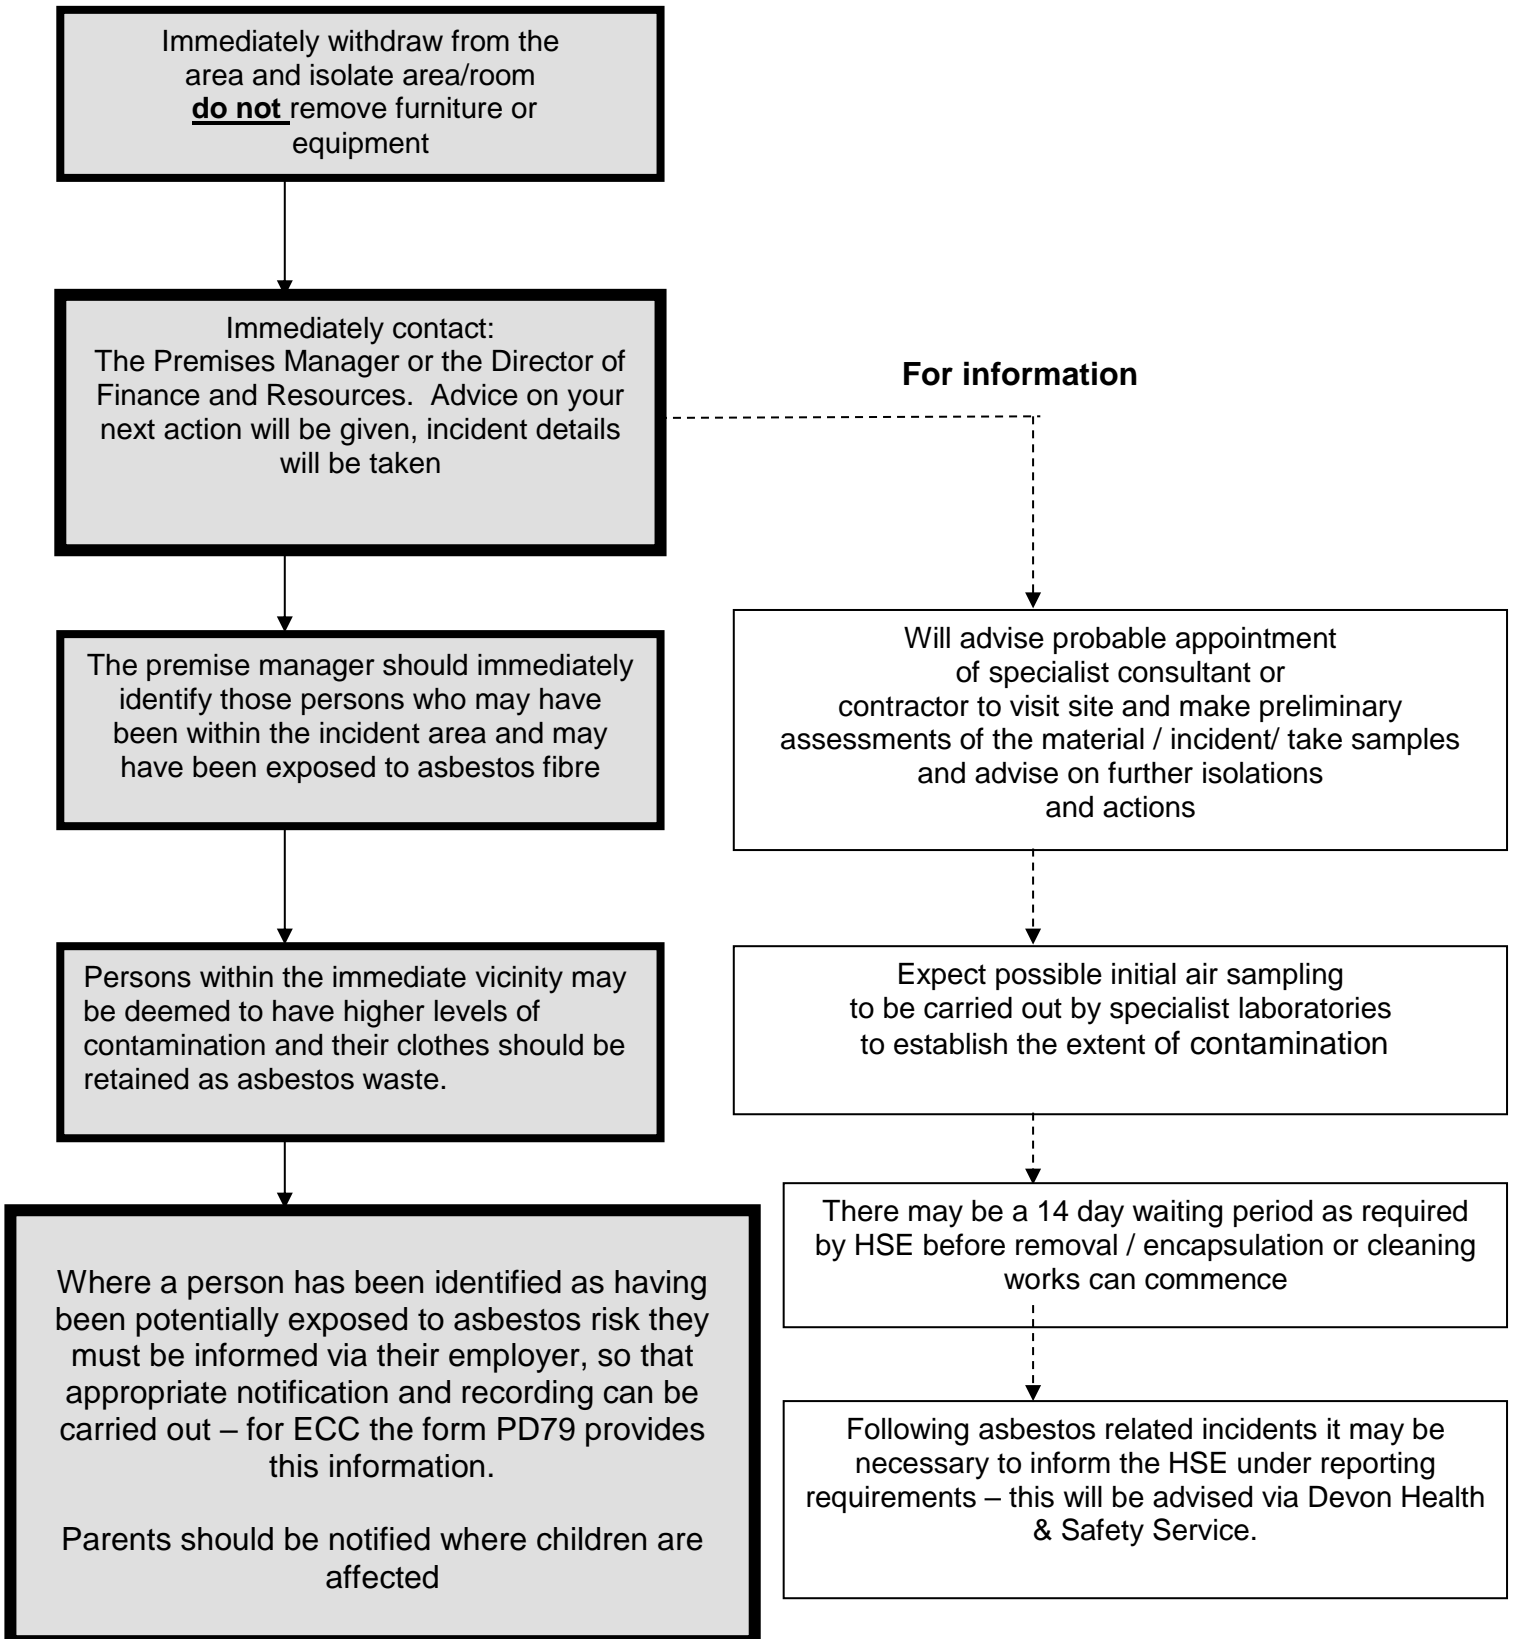 Immediately withdraw from the
area and isolate area/room
do not remove furniture or
equipment
Immediately contact:
The Premises Manager or the Director of
Finance and Resources.  Advice on your
next action will be given, incident details
will be taken
The premise manager should immediately
identify those persons who may have
been within the incident area and may
have been exposed to asbestos fibre
Persons within the immediate vicinity may
be deemed to have higher levels of
contamination and their clothes should be
retained as asbestos waste.
Where a person has been identified as having
been potentially exposed to asbestos risk they
must be informed via their employer, so that
appropriate notification and recording can be
carried out – for ECC the form PD79 provides
this information.
Parents should be notified where children are
affected
For information
Will advise probable appointment
of specialist consultant or
contractor to visit site and make preliminary
assessments of the material / incident/ take samples
and advise on further isolations
and actions
Expect possible initial air sampling
to be carried out by specialist laboratories
to establish the extent of contamination
There may be a 14 day waiting period as required
by HSE before removal / encapsulation or cleaning
works can commence
Following asbestos related incidents it may be
necessary to inform the HSE under reporting
requirements – this will be advised via Devon Health
& Safety Service.